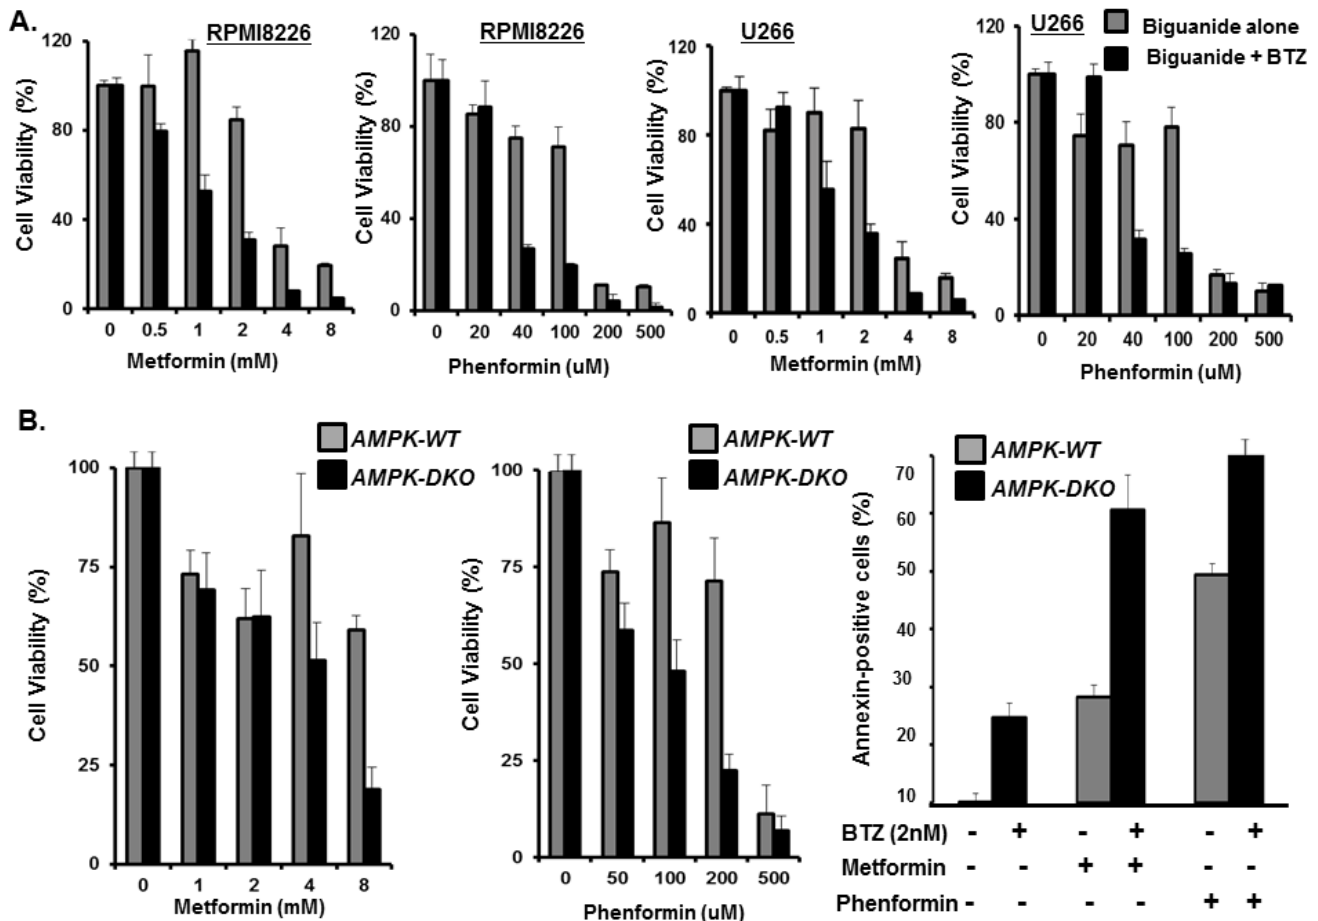 A.
RPMI8226
120
80
40
0
Cell Viability (%)
0 0.5 1 2 4 8
Metformin (mM)
RPMI8226
120
80
40
0
Cell Viability (%)
0 20 40 100 200 500
Phenformin (uM)
U266
120
80
40
0
Cell Viability (%)
0 0.5 1 2 4 8
Metformin (mM)
U266
Biguanide alone
Biguanide + BTZ
120
80
40
0
Cell Viability (%)
0 20 40 100 200 500
Phenformin (uM)
B.
AMPK-WT
AMPK-DKO
100
75
50
25
0
Cell Viability (%)
0 1 2 4 8
Metformin (mM)
AMPK-WT
AMPK-DKO
100
75
50
25
0
Cell Viability (%)
0 50 100 200 500
Phenformin (uM)
AMPK-WT
AMPK-DKO
70
60
50
40
30
20
10
Annexin-positive cells (%)
BTZ (2nM) - + - + - +
Metformin - - + + - -
Phenformin - - - - + +